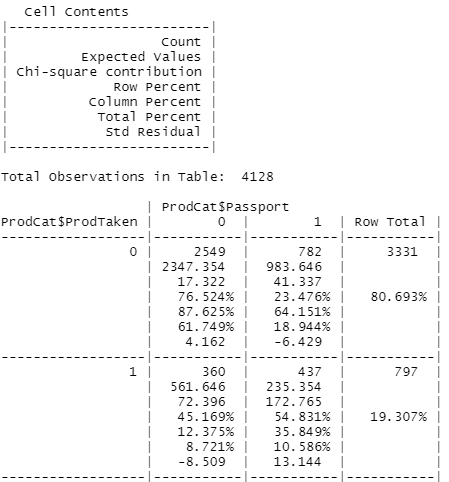 Cell Contents
|-------------------------|
|                   Count |
|         Expected Values |
| Chi-square contribution |
|             Row Percent |
|          Column Percent |
|           Total Percent |
|            Std Residual |
|-------------------------|
Total Observations in Table:  4128
                 | ProdCat$Passport
ProdCat$ProdTaken |        0  |        1  | Row Total |
-----------------|-----------|-----------|-----------|
               0 |     2549  |      782  |     3331  |
                 | 2347.354  |  983.646  |           |
                 |   17.322  |   41.337  |           |
                 |   76.524% |   23.476% |   80.693% |
                 |   87.625% |   64.151% |           |
                 |   61.749% |   18.944% |           |
                 |    4.162  |   -6.429  |           |
-----------------|-----------|-----------|-----------|
               1 |      360  |      437  |      797  |
                 |  561.646  |  235.354  |           |
                 |   72.396  |  172.765  |           |
                 |   45.169% |   54.831% |   19.307% |
                 |   12.375% |   35.849% |           |
                 |    8.721% |   10.586% |           |
                 |   -8.509  |   13.144  |           |
-----------------|-----------|-----------|-----------|